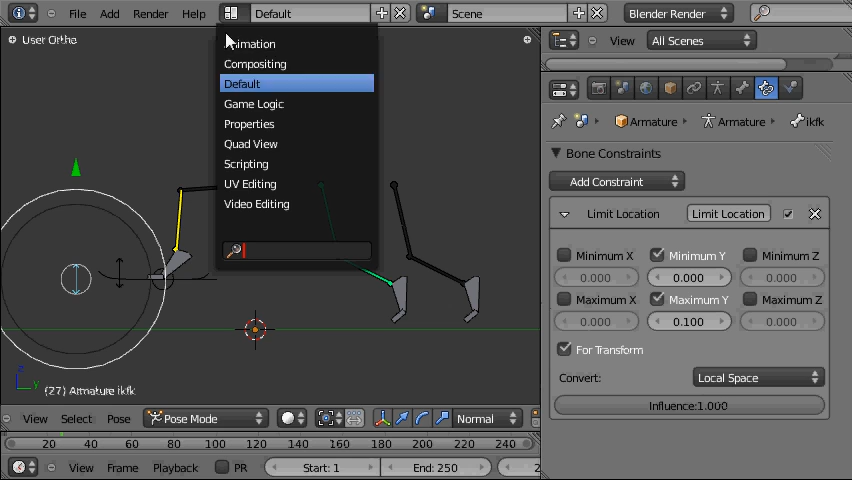 File Add Render Help Default Scene Blender Render
User Ortho
Animation
Compositing
Default
Game Logic
Properties
Quad View
Scripting
UV Editing
Video Editing
(27) Armature ikfk
View Select Pose Pose Mode Normal
20 40 60 80 100 120 140 160 180 200 220 240
View Frame Playback PR Start: 1 End: 250 2
View All Scenes
Armature Armature ikfk
Bone Constraints
Add Constraint
Limit Location Limit Location
Minimum X Minimum Y Minimum Z
0.000 0.000 0.000
Maximum X Maximum Y Maximum Z
0.000 0.100 0.000
For Transform
Convert: Local Space
Influence:1.000
z
y